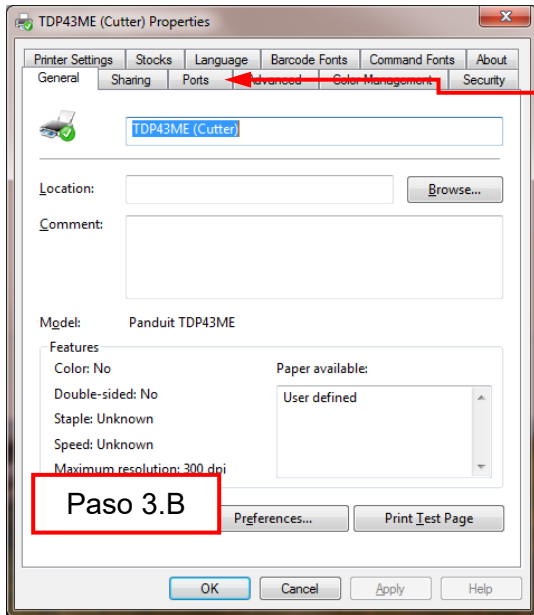 TDP43ME (Cutter) Properties
Printer Settings Stocks Language Barcode Fonts Command Fonts About
General Sharing Ports Advanced Color Management Security
TDP43ME (Cutter)
Location: Browse...
Comment:
Model: Panduit TDP43ME
Features
Color: No Paper available:
Double-sided: No User defined
Staple: Unknown
Speed: Unknown
Maximum resolution: 300 dpi
Paso 3.B
Preferences... Print Test Page
OK Cancel Apply Help